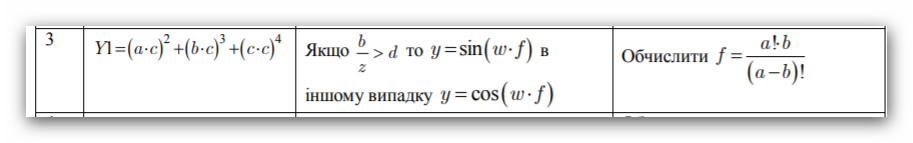 3
Y1=(a·c)²+(b·c)³+(c·c)⁴
Якщо b/z > d то y=sin(w·f) в
іншому випадку y=cos(w·f)
Обчислити f = a!·b/(a−b)!